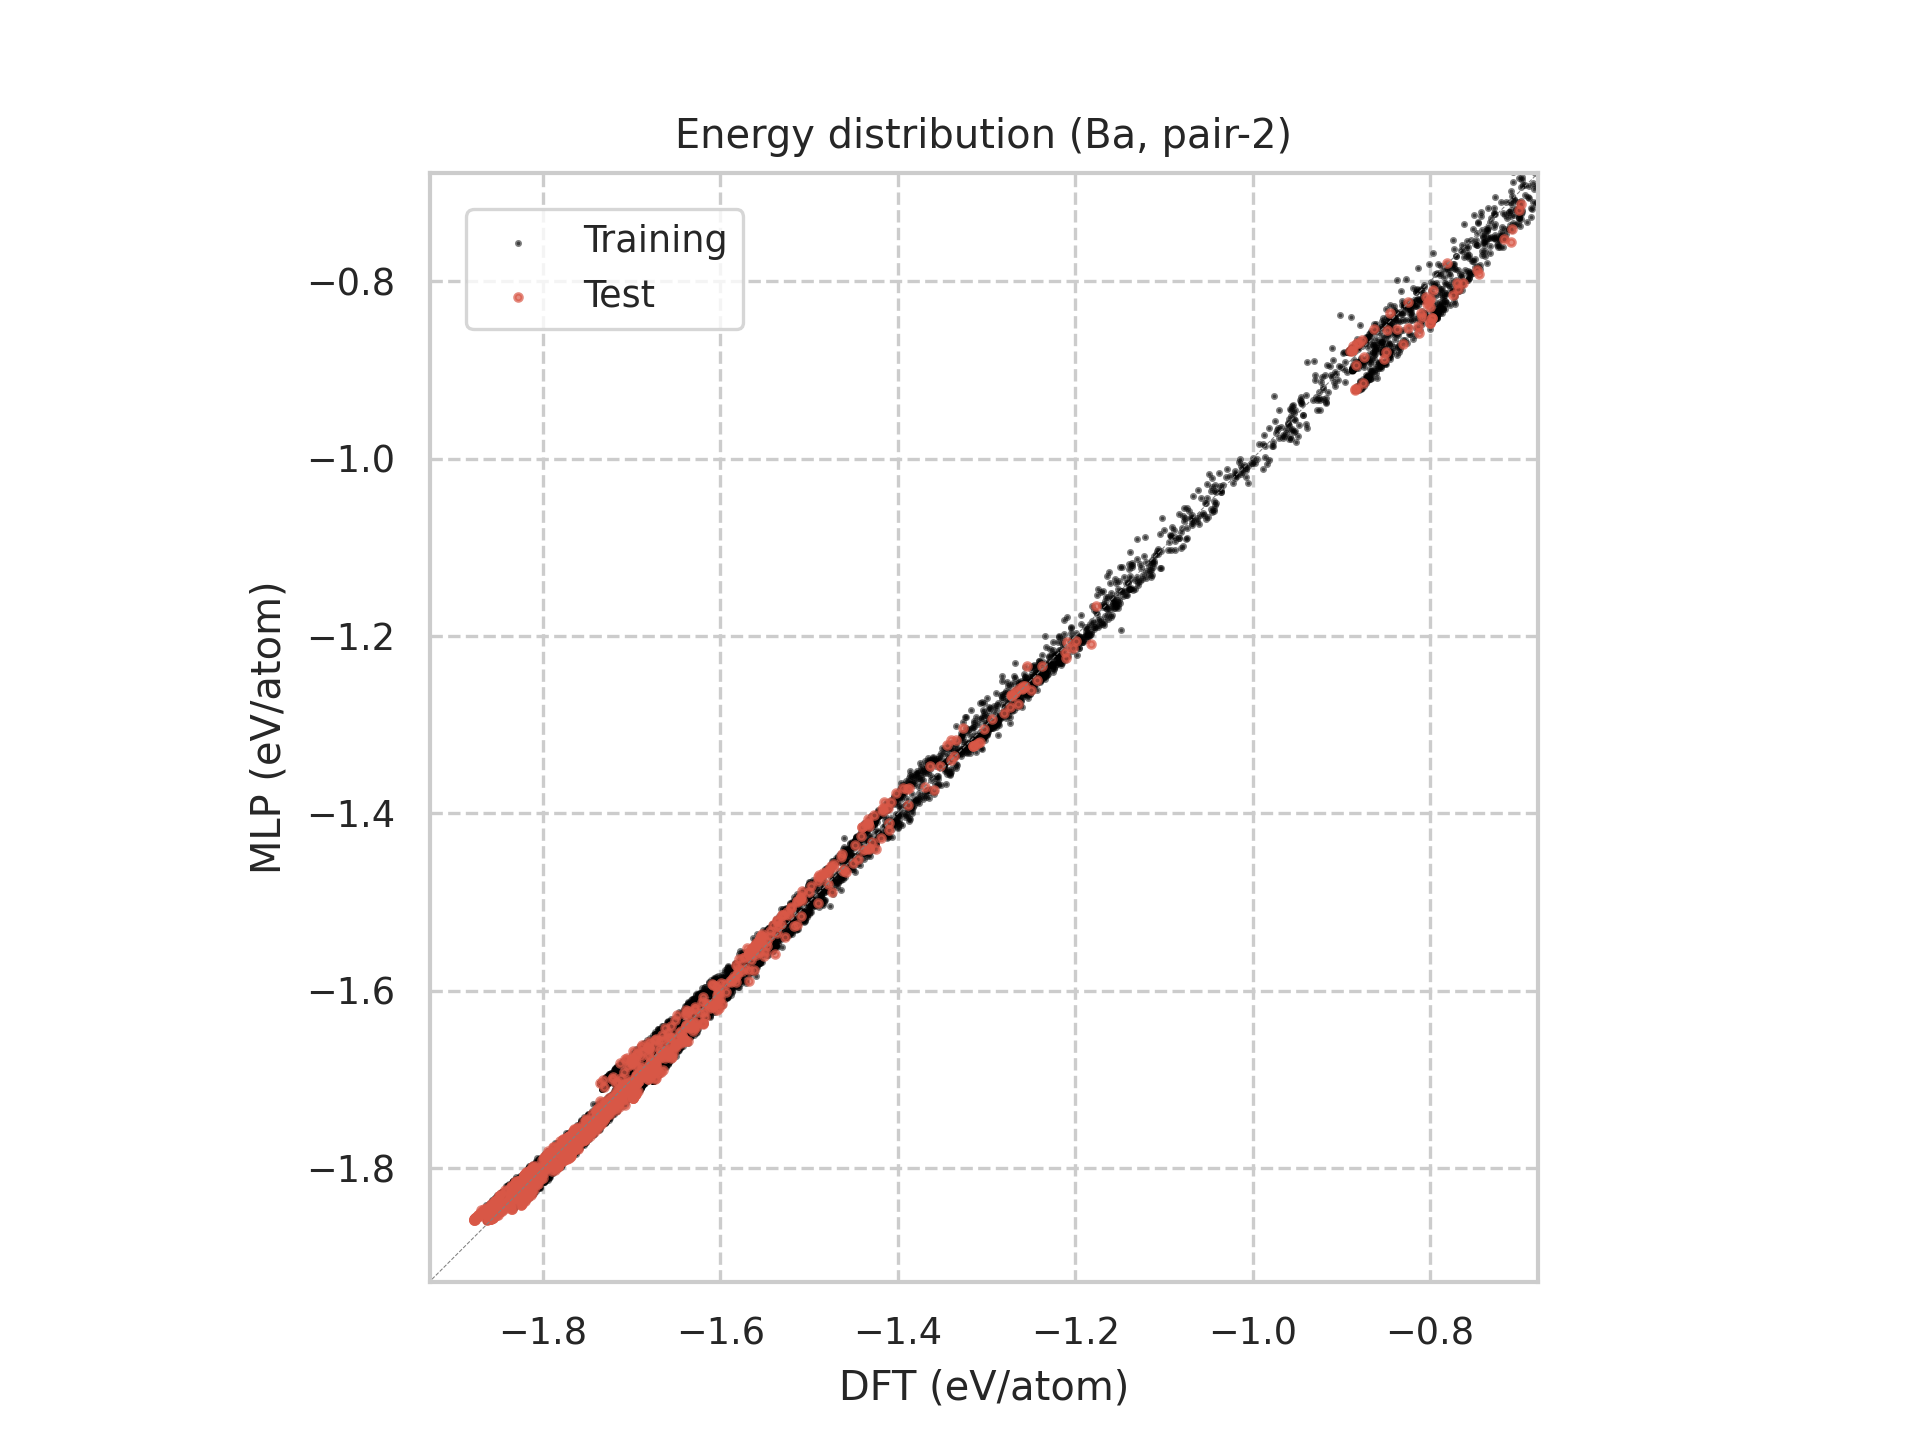 Energy distribution (Ba, pair-2)
Training
Test
−0.8
−1.0
−1.2
−1.4
−1.6
−1.8
MLP (eV/atom)
−1.8 −1.6 −1.4 −1.2 −1.0 −0.8
DFT (eV/atom)